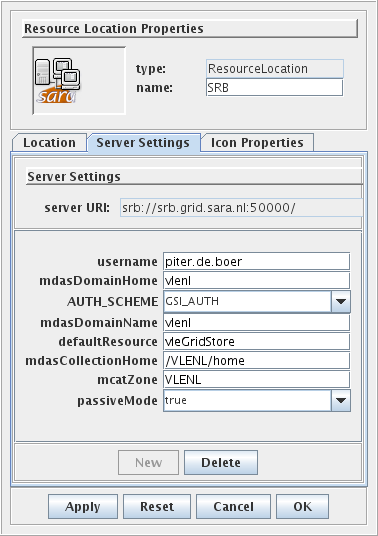 Resource Location Properties
sara
type: ResourceLocation
name: SRB
Location Server Settings Icon Properties
Server Settings
server URI: srb://srb.grid.sara.nl:50000/
username piter.de.boer
mdasDomainHome vlenl
AUTH_SCHEME GSI_AUTH
mdasDomainName vlenl
defaultResource vleGridStore
mdasCollectionHome /VLENL/home
mcatZone VLENL
passiveMode true
New Delete
Apply Reset Cancel OK